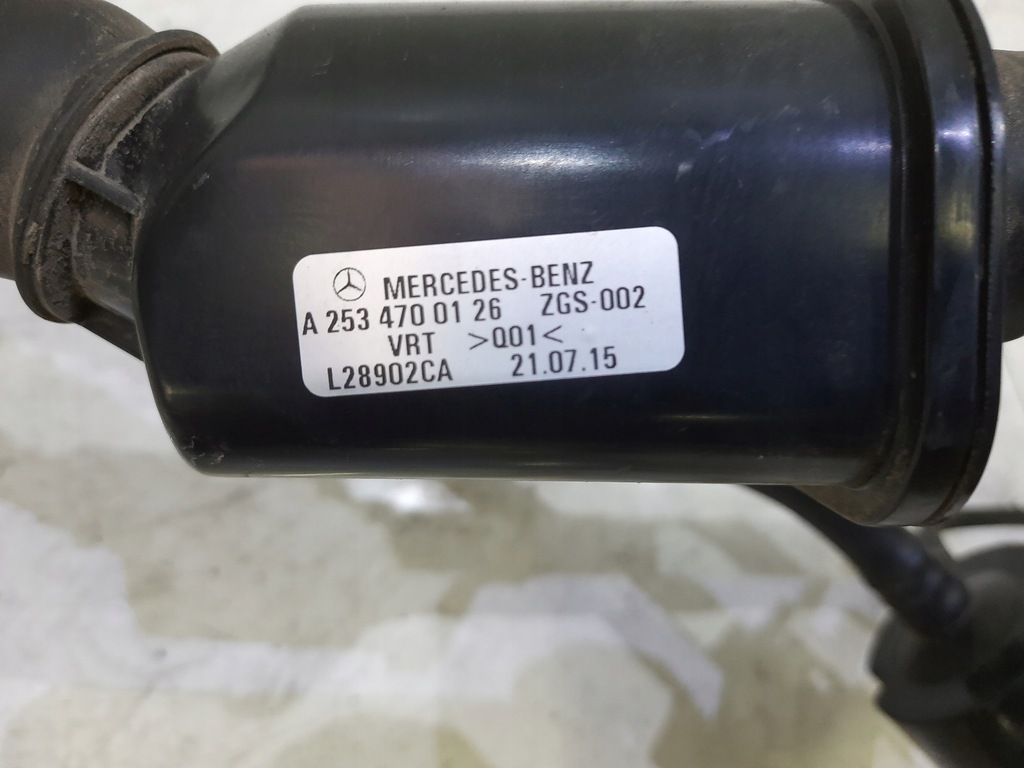 MERCEDES-BENZ
A 253 470 01 26 ZGS-002
VRT >Q01<
L28902CA 21.07.15